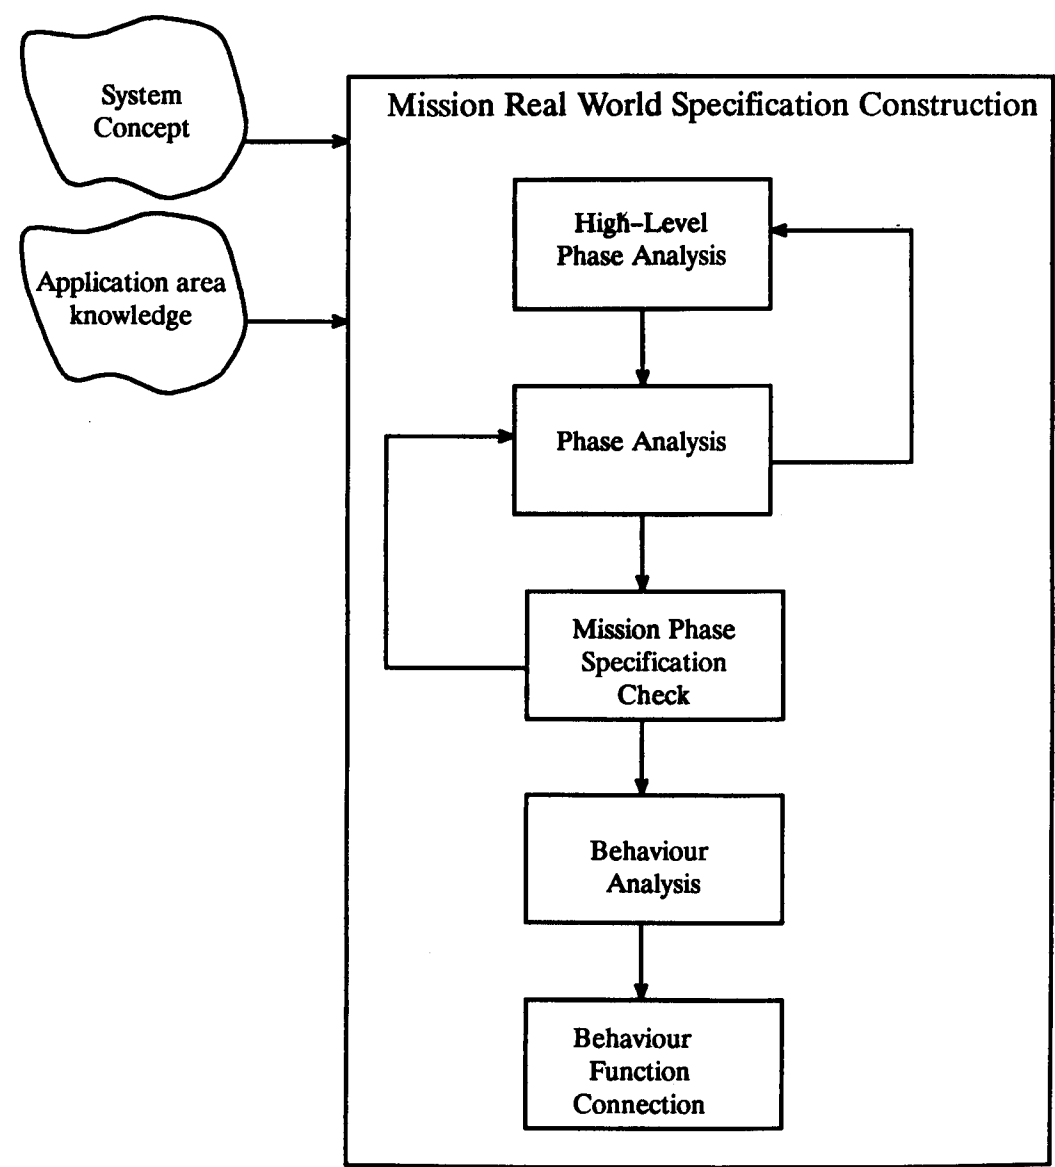 System
Concept
Mission Real World Specification Construction
High-Level
Phase Analysis
Application area
knowledge
Phase Analysis
Mission Phase
Specification
Check
Behaviour
Analysis
Behaviour
Function
Connection